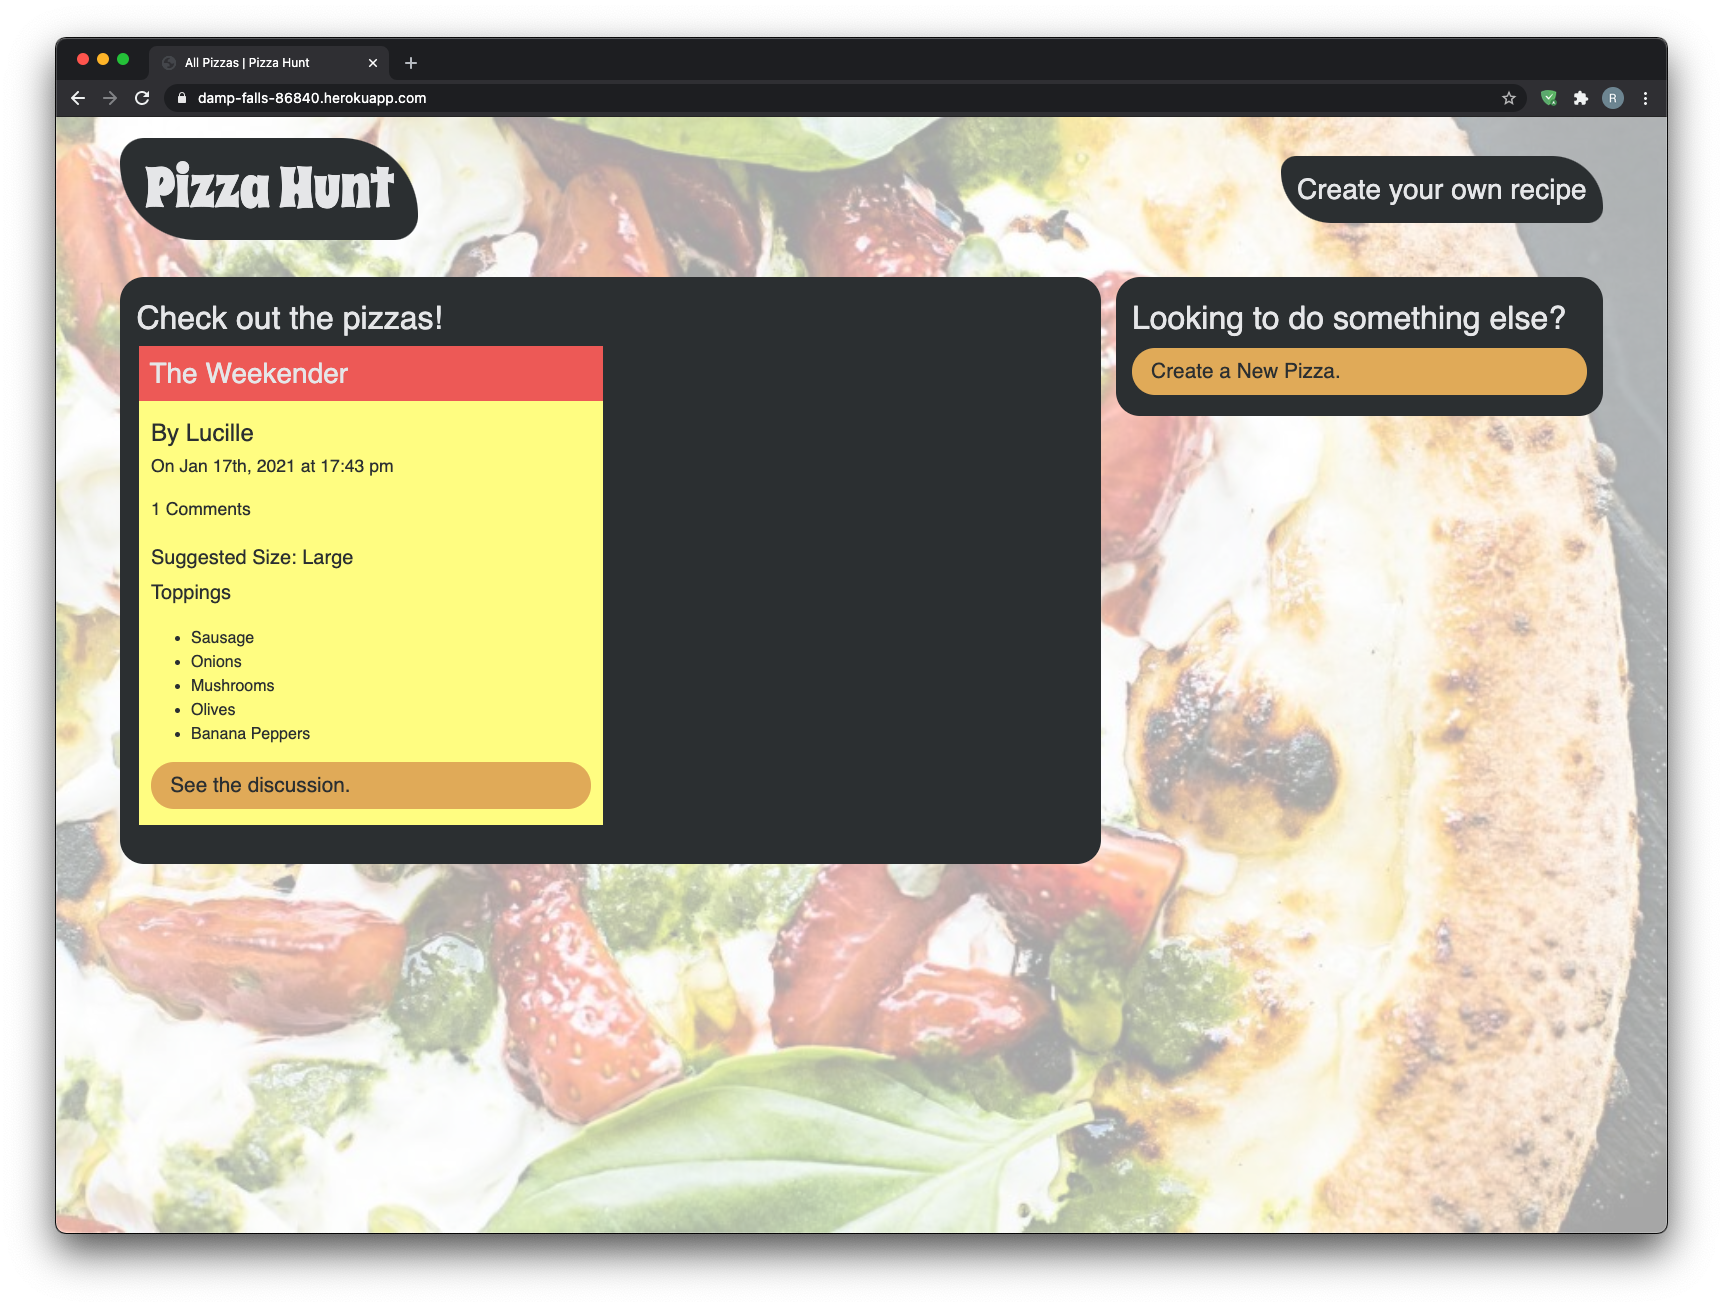 All Pizzas | Pizza Hunt
damp-falls-86840.herokuapp.com
R
Pizza Hunt
Create your own recipe
Check out the pizzas!
The Weekender
By Lucille
On Jan 17th, 2021 at 17:43 pm
1 Comments
Suggested Size: Large
Toppings
• Sausage
• Onions
• Mushrooms
• Olives
• Banana Peppers
See the discussion.
Looking to do something else?
Create a New Pizza.